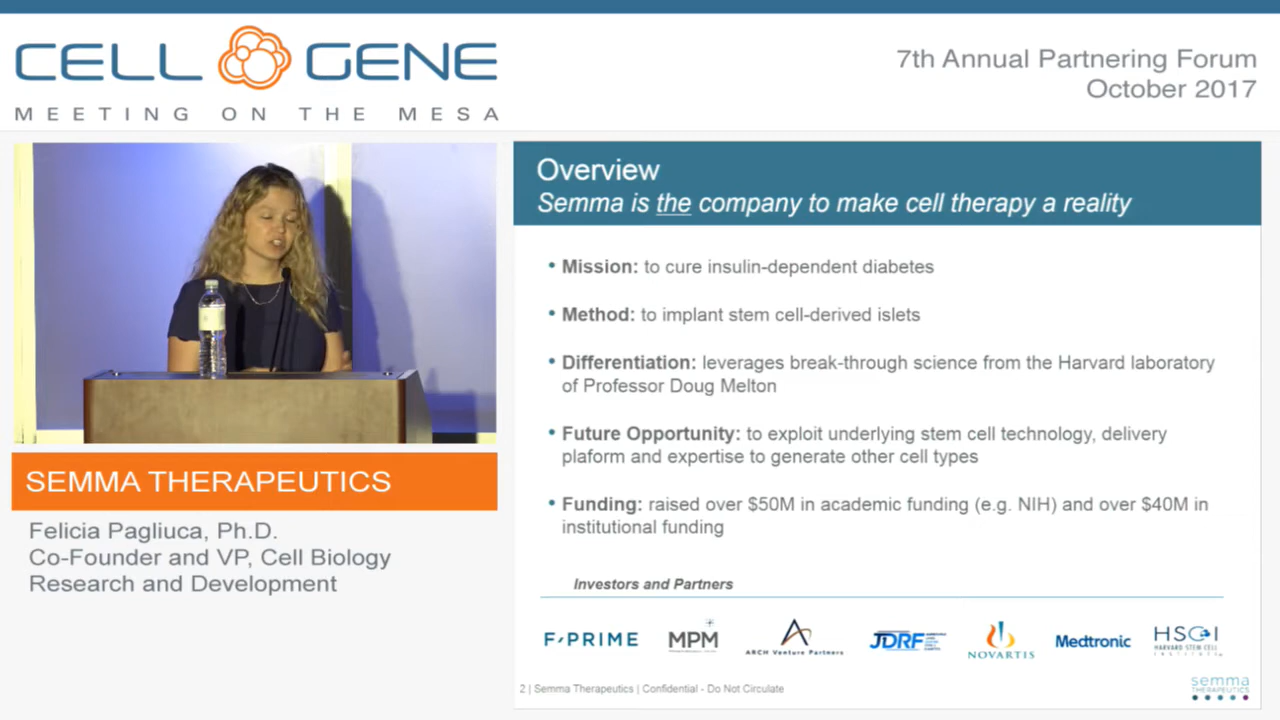 CELL GENE
MEETING ON THE MESA
7th Annual Partnering Forum
October 2017
SEMMA THERAPEUTICS
Felicia Pagliuca, Ph.D.
Co-Founder and VP, Cell Biology
Research and Development
Overview
Semma is the company to make cell therapy a reality
• Mission: to cure insulin-dependent diabetes
• Method: to implant stem cell-derived islets
• Differentiation: leverages break-through science from the Harvard laboratory
of Professor Doug Melton
• Future Opportunity: to exploit underlying stem cell technology, delivery
plaform and expertise to generate other cell types
• Funding: raised over $50M in academic funding (e.g. NIH) and over $40M in
institutional funding
Investors and Partners
F-PRIME
MPM
ARCH Venture Partners
JDRF
NOVARTIS
Medtronic
HSCI
HARVARD STEM CELL
INSTITUTE
2 | Semma Therapeutics | Confidential - Do Not Circulate
semma
THERAPEUTICS